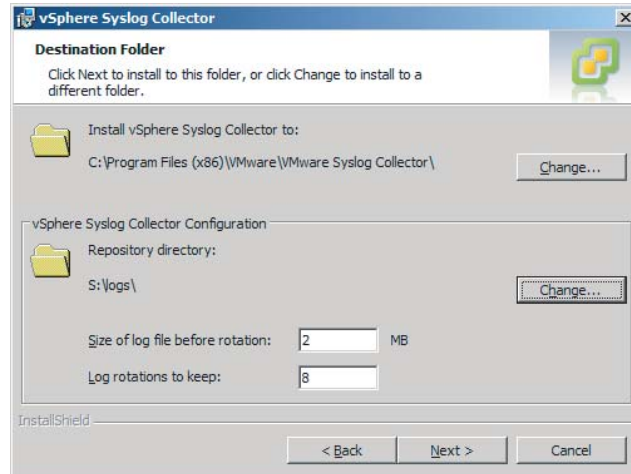 vSphere Syslog Collector
Destination Folder
Click Next to install to this folder, or click Change to install to a
different folder.
Install vSphere Syslog Collector to:
C:\Program Files (x86)\VMware\VMware Syslog Collector\
Change...
vSphere Syslog Collector Configuration
Repository directory:
S:\logs\
Change...
Size of log file before rotation: 2 MB
Log rotations to keep: 8
InstallShield
< Back Next > Cancel